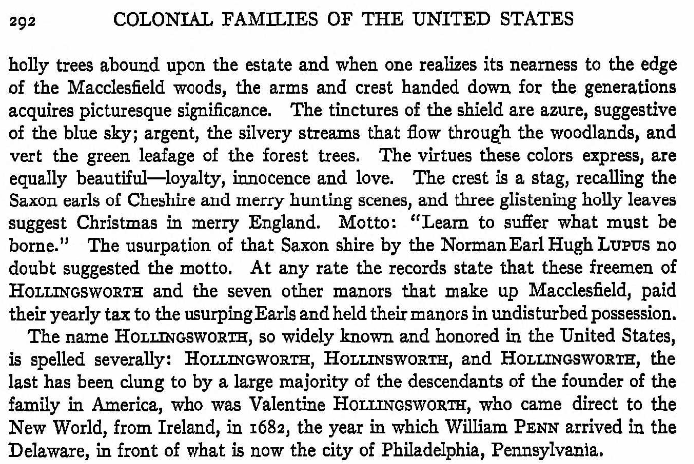 292 COLONIAL FAMILIES OF THE UNITED STATES
holly trees abound upon the estate and when one realizes its nearness to the edge
of the Macclesfield woods, the arms and crest handed down for the generations
acquires picturesque significance. The tinctures of the shield are azure, suggestive
of the blue sky; argent, the silvery streams that flow through the woodlands, and
vert the green leafage of the forest trees. The virtues these colors express, are
equally beautiful—loyalty, innocence and love. The crest is a stag, recalling the
Saxon earls of Cheshire and merry hunting scenes, and three glistening holly leaves
suggest Christmas in merry England. Motto: "Learn to suffer what must be
borne." The usurpation of that Saxon shire by the Norman Earl Hugh LUPUS no
doubt suggested the motto. At any rate the records state that these freemen of
HOLLINGSWORTH and the seven other manors that make up Macclesfield, paid
their yearly tax to the usurping Earls and held their manors in undisturbed possession.
The name HOLLINGSWORTH, so widely known and honored in the United States,
is spelled severally: HOLLINGWORTH, HOLLINSWORTH, and HOLLINGSWORTH, the
last has been clung to by a large majority of the descendants of the founder of the
family in America, who was Valentine HOLLINGSWORTH, who came direct to the
New World, from Ireland, in 1682, the year in which William PENN arrived in the
Delaware, in front of what is now the city of Philadelphia, Pennsylvania.